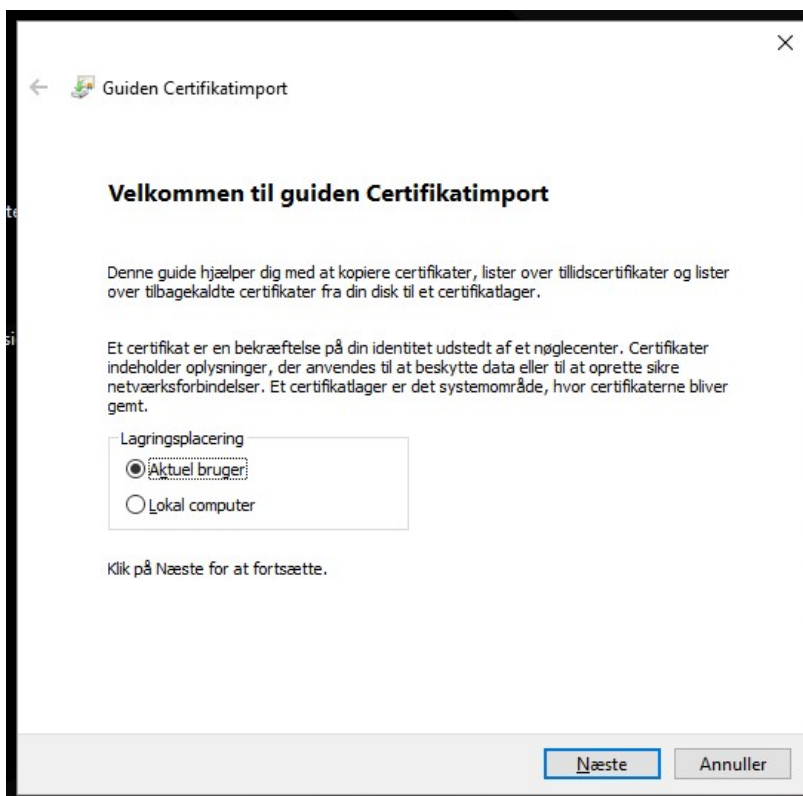 Guiden Certifikatimport
Velkommen til guiden Certifikatimport
Denne guide hjælper dig med at kopiere certifikater, lister over tillidscertifikater og lister
over tilbagekaldte certifikater fra din disk til et certifikatlager.
Et certifikat er en bekræftelse på din identitet udstedt af et nøglecenter. Certifikater
indeholder oplysninger, der anvendes til at beskytte data eller til at oprette sikre
netværksforbindelser. Et certifikatlager er det systemområde, hvor certifikaterne bliver
gemt.
Lagringsplacering
Aktuel bruger
Lokal computer
Klik på Næste for at fortsætte.
Næste Annuller